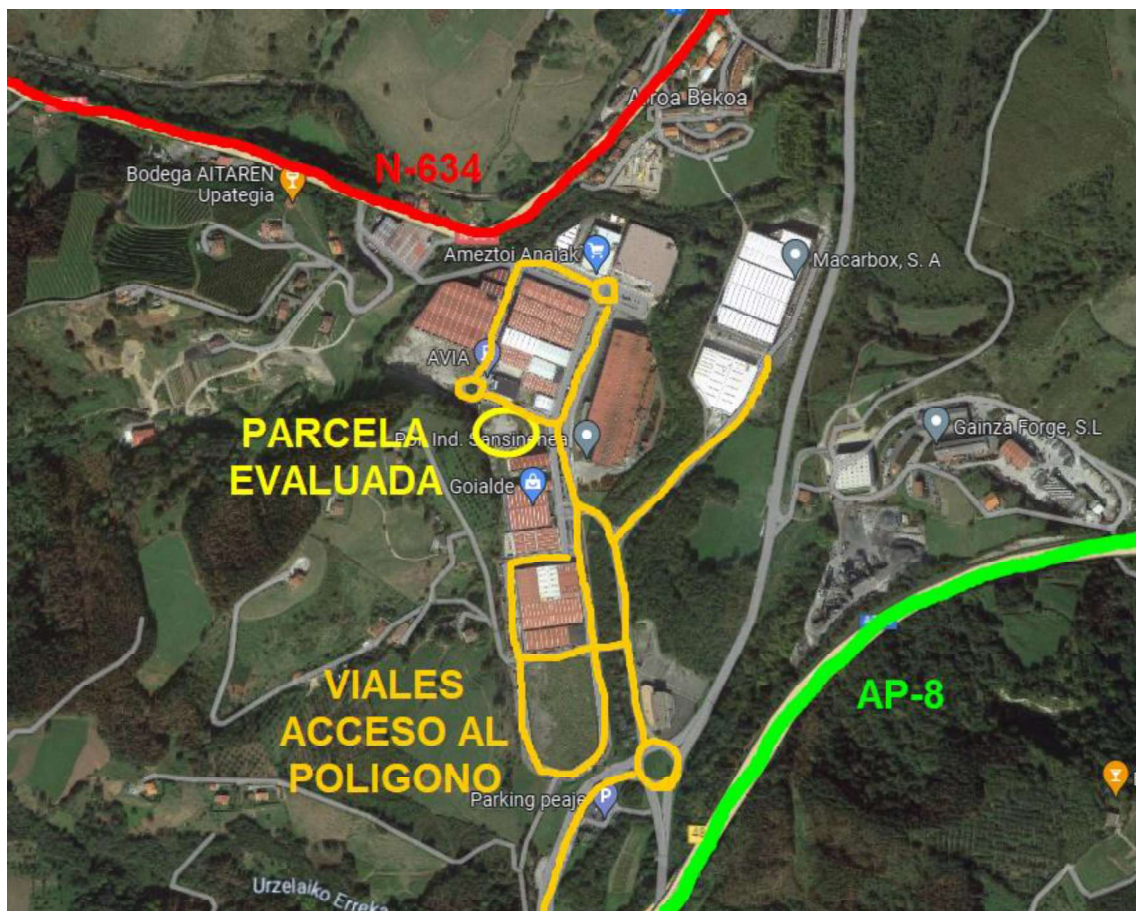 Arroa Bekoa
N-634
Bodega AITAREN
Upategia
Ameztoi Anaiak
Macarbox, S. A
AVIA
PARCELA
EVALUADA
Pol. Ind. Sansinenea
Gainza Forge, S.L
Goialde
VIALES
ACCESO AL
POLIGONO
AP-8
Parking peaje
P
Urzelaiko Erreka